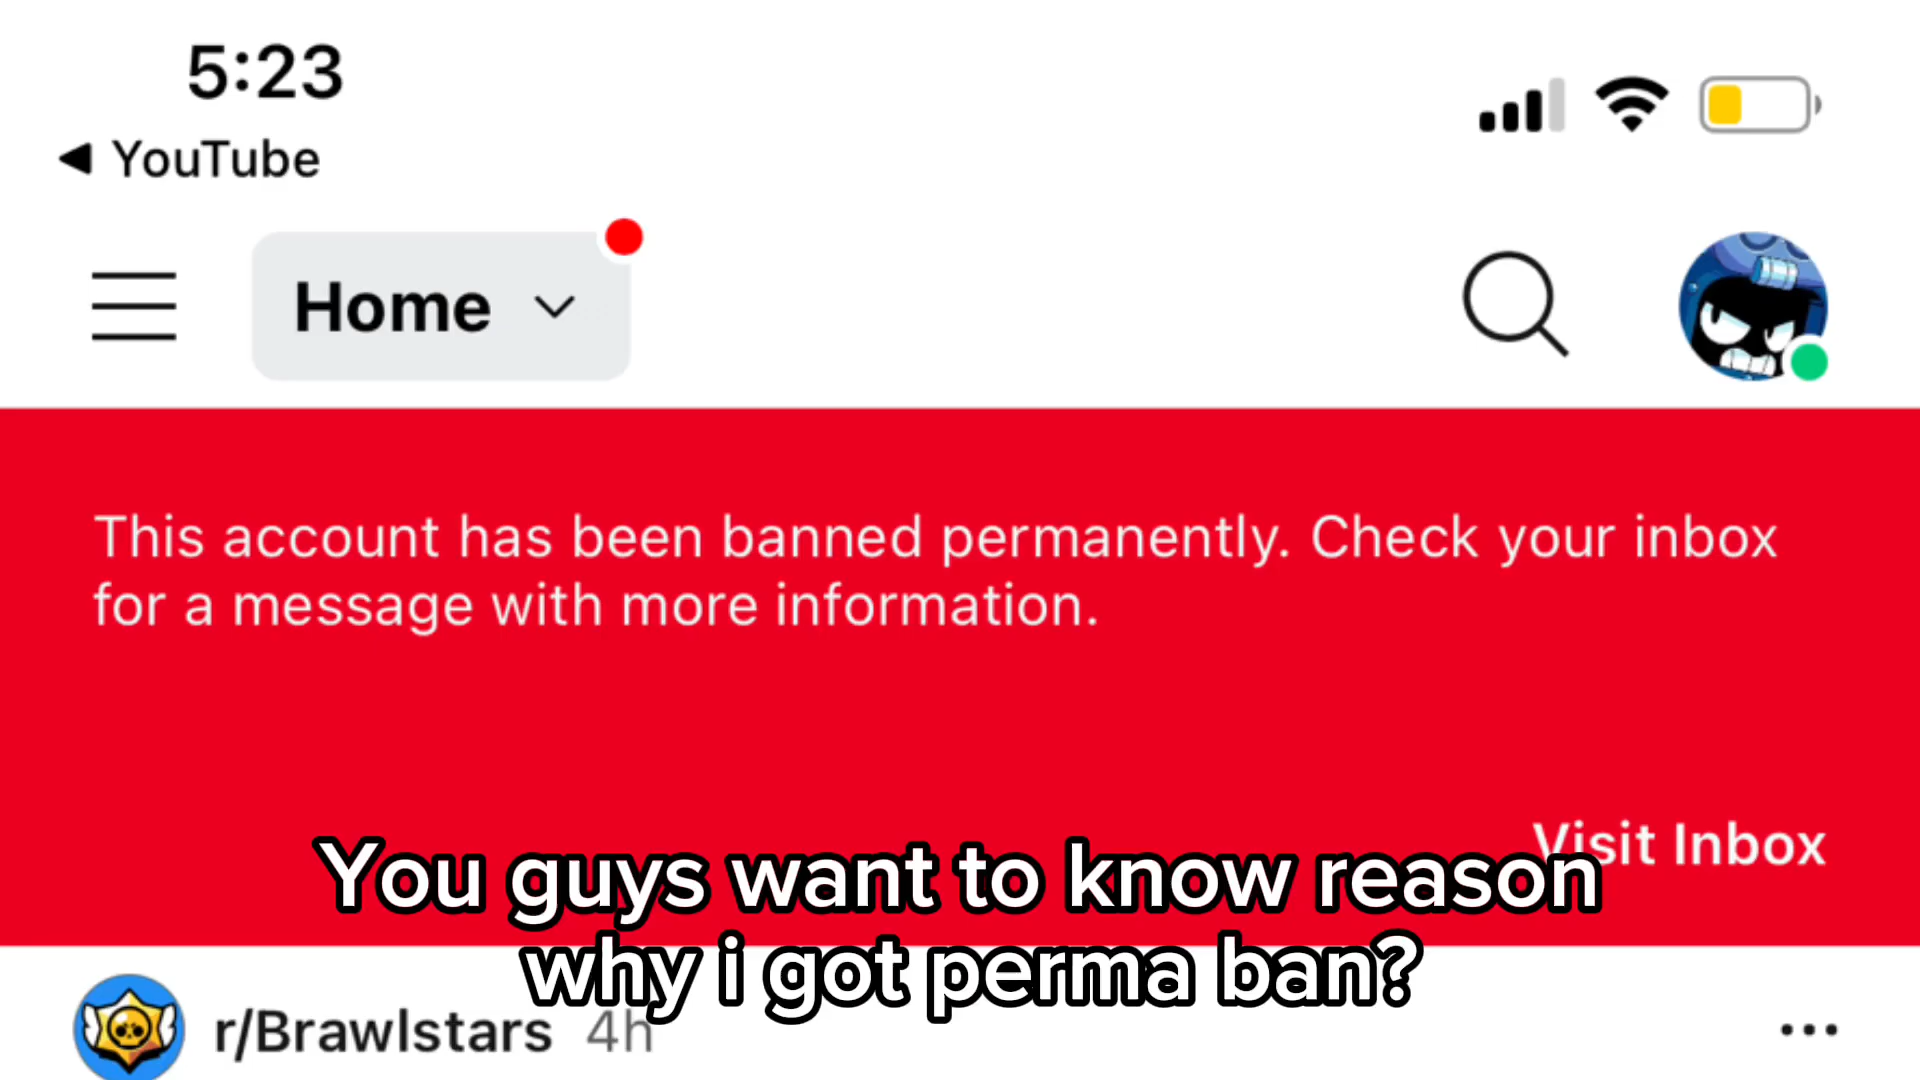 5:23
YouTube
Home
This account has been banned permanently. Check your inbox
for a message with more information.
Visit Inbox
You guys want to know reason
why i got perma ban?
r/Brawlstars 4h